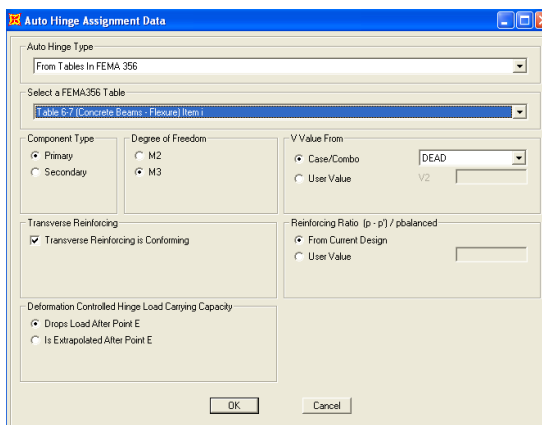 Auto Hinge Assignment Data
Auto Hinge Type
From Tables In FEMA 356
Select a FEMA356 Table
Table 6-7 (Concrete Beams - Flexure) Item i
Component Type
Primary
Secondary
Degree of Freedom
M2
M3
V Value From
Case/Combo
DEAD
User Value
V2
Transverse Reinforcing
Transverse Reinforcing is Conforming
Reinforcing Ratio (p - p') / pbalanced
From Current Design
User Value
Deformation Controlled Hinge Load Carrying Capacity
Drops Load After Point E
Is Extrapolated After Point E
OK
Cancel